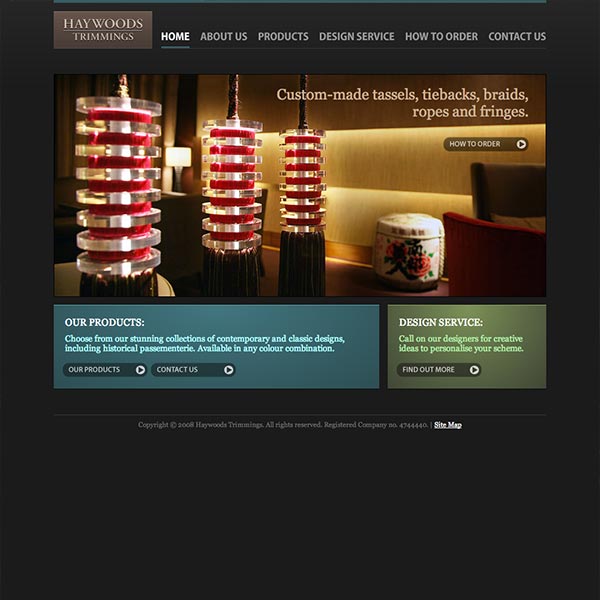 HAYWOODS
TRIMMINGS
HOME ABOUT US PRODUCTS DESIGN SERVICE HOW TO ORDER CONTACT US
Custom-made tassels, tiebacks, braids,
ropes and fringes.
HOW TO ORDER
OUR PRODUCTS:
Choose from our stunning collections of contemporary and classic designs,
including historical passementerie. Available in any colour combination.
OUR PRODUCTS CONTACT US
DESIGN SERVICE:
Call on our designers for creative
ideas to personalise your scheme.
FIND OUT MORE
Copyright © 2008 Haywoods Trimmings. All rights reserved. Registered Company no. 4744440. | Site Map